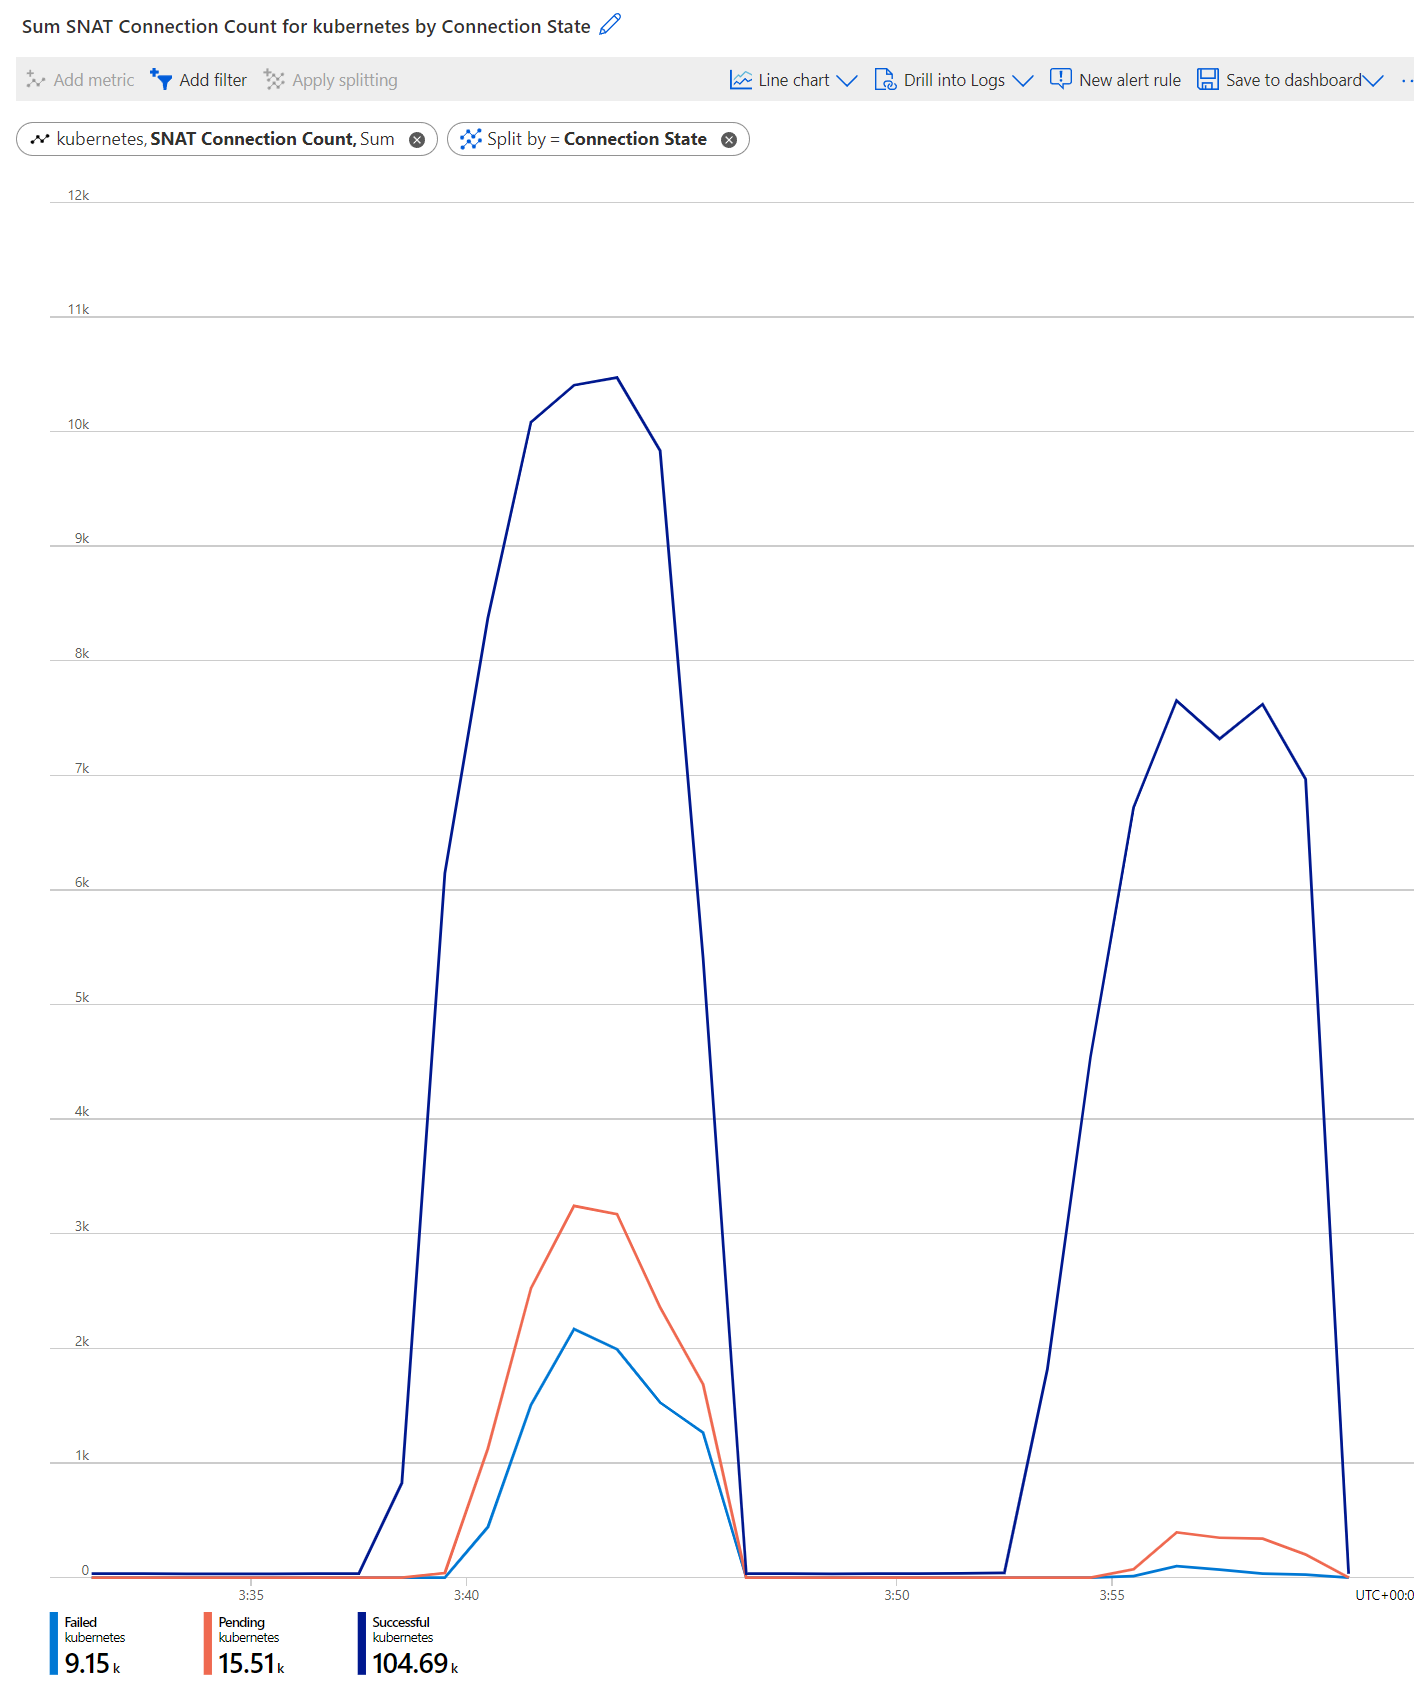 Sum SNAT Connection Count for kubernetes by Connection State
Add metric Add filter Apply splitting Line chart Drill into Logs New alert rule Save to dashboard ..
kubernetes, SNAT Connection Count, Sum Split by = Connection State
12k
11k
10k
9k
8k
7k
6k
5k
4k
3k
2k
1k
0
3:35 3:40 3:50 3:55 UTC+00:0
Failed Pending Successful
kubernetes kubernetes kubernetes
9.15 k 15.51 k 104.69 k